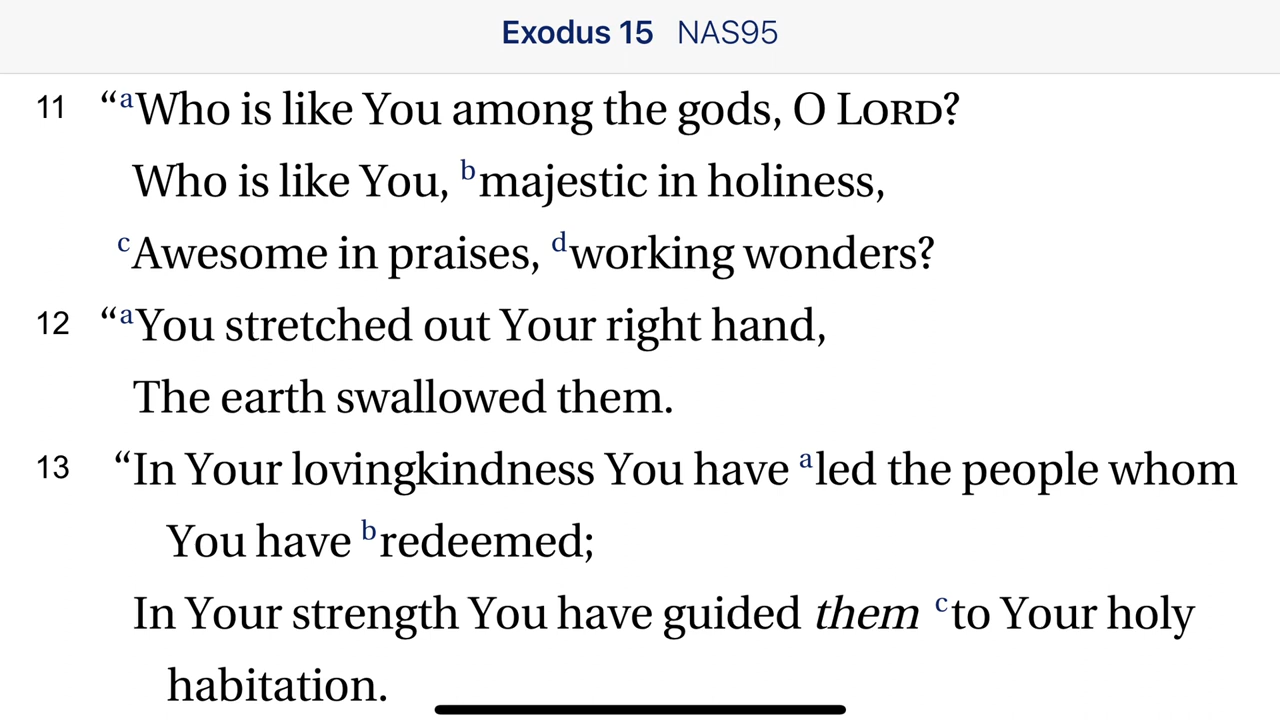 Exodus 15 NAS95
11 “aWho is like You among the gods, O LORD?
Who is like You, bmajestic in holiness,
cAwesome in praises, dworking wonders?
12 “aYou stretched out Your right hand,
The earth swallowed them.
13 “In Your lovingkindness You have aled the people whom
You have bredeemed;
In Your strength You have guided them cto Your holy
habitation.